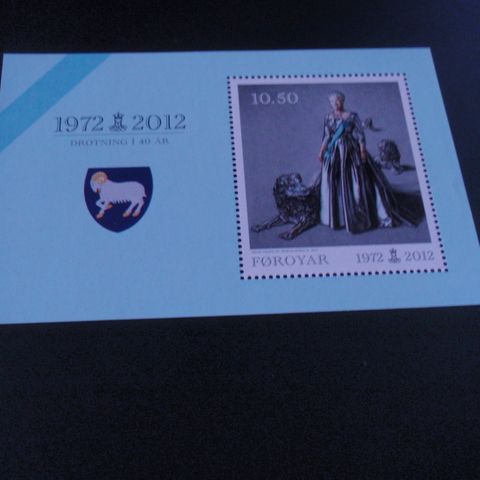 1972 2012
DROTNING Í 40 ÁR
10.50
FØROYAR 1972 2012